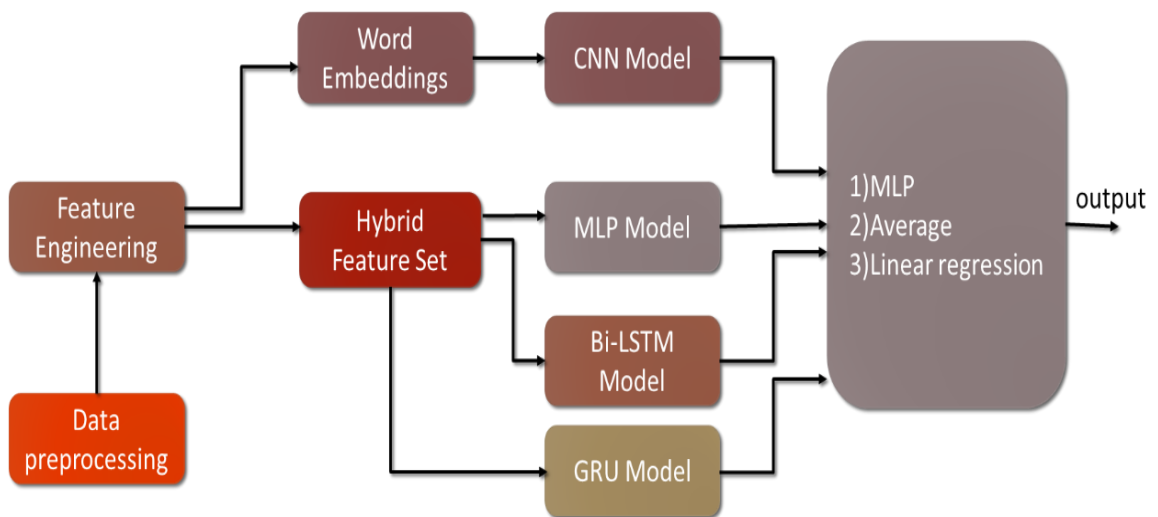 Word
Embeddings
CNN Model
Feature
Engineering
Hybrid
Feature Set
MLP Model
1)MLP
2)Average
3)Linear regression
output
Bi-LSTM
Model
Data
preprocessing
GRU Model